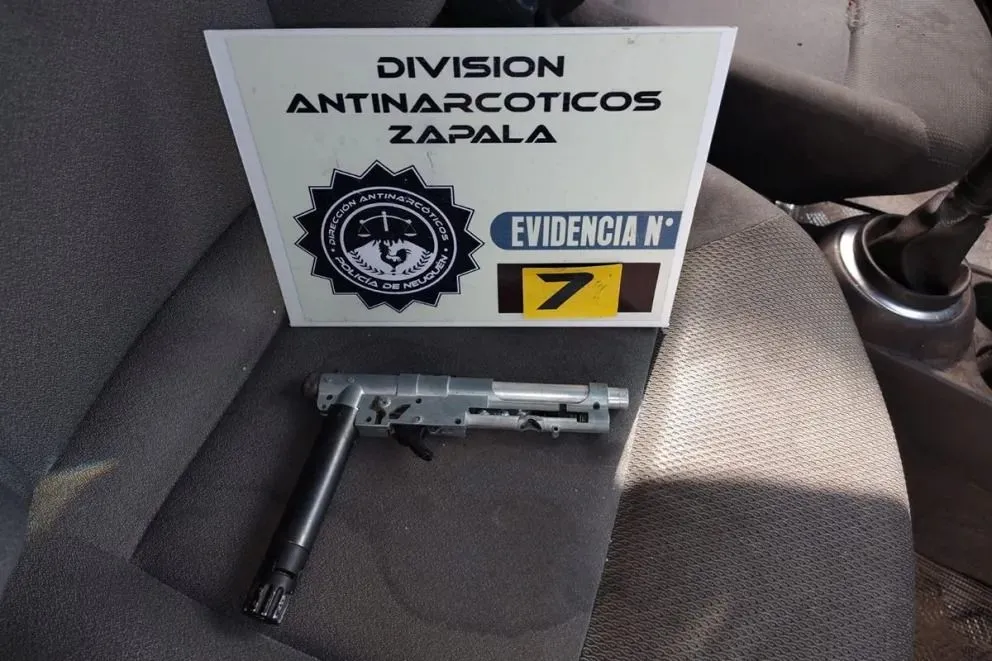 DIVISION
ANTINARCOTICOS
ZAPALA
DIRECCIÓN ANTINARCÓTICOS
POLICÍA DE NEUQUÉN
EVIDENCIA N°
7